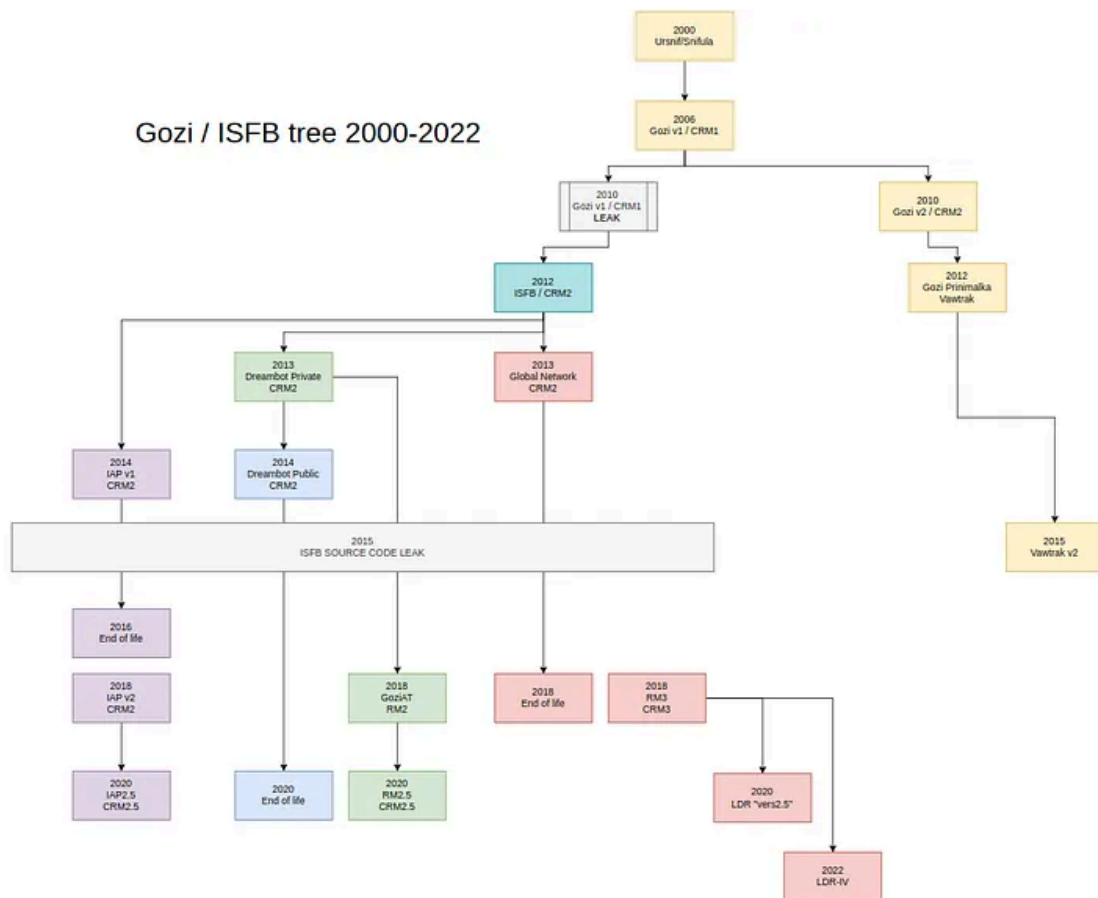 2000
Ursnif/Snifula
2006
Gozi v1 / CRM1
Gozi / ISFB tree 2000-2022
2010
Gozi v1 / CRM1
LEAK
2010
Gozi v2 / CRM2
2012
ISFB / CRM2
2012
Gozi Prinimalka
Vawtrak
2013
Dreambot Private
CRM2
2013
Global Network
CRM2
2014
IAP v1
CRM2
2014
Dreambot Public
CRM2
2015
ISFB SOURCE CODE LEAK
2015
Vawtrak v2
2016
End of life
2018
IAP v2
CRM2
2018
GoziAT
RM2
2018
End of life
2018
RM3
CRM3
2020
IAP2.5
CRM2.5
2020
End of life
2020
RM2.5
CRM2.5
2020
LDR "vers2.5"
2022
LDR-IV